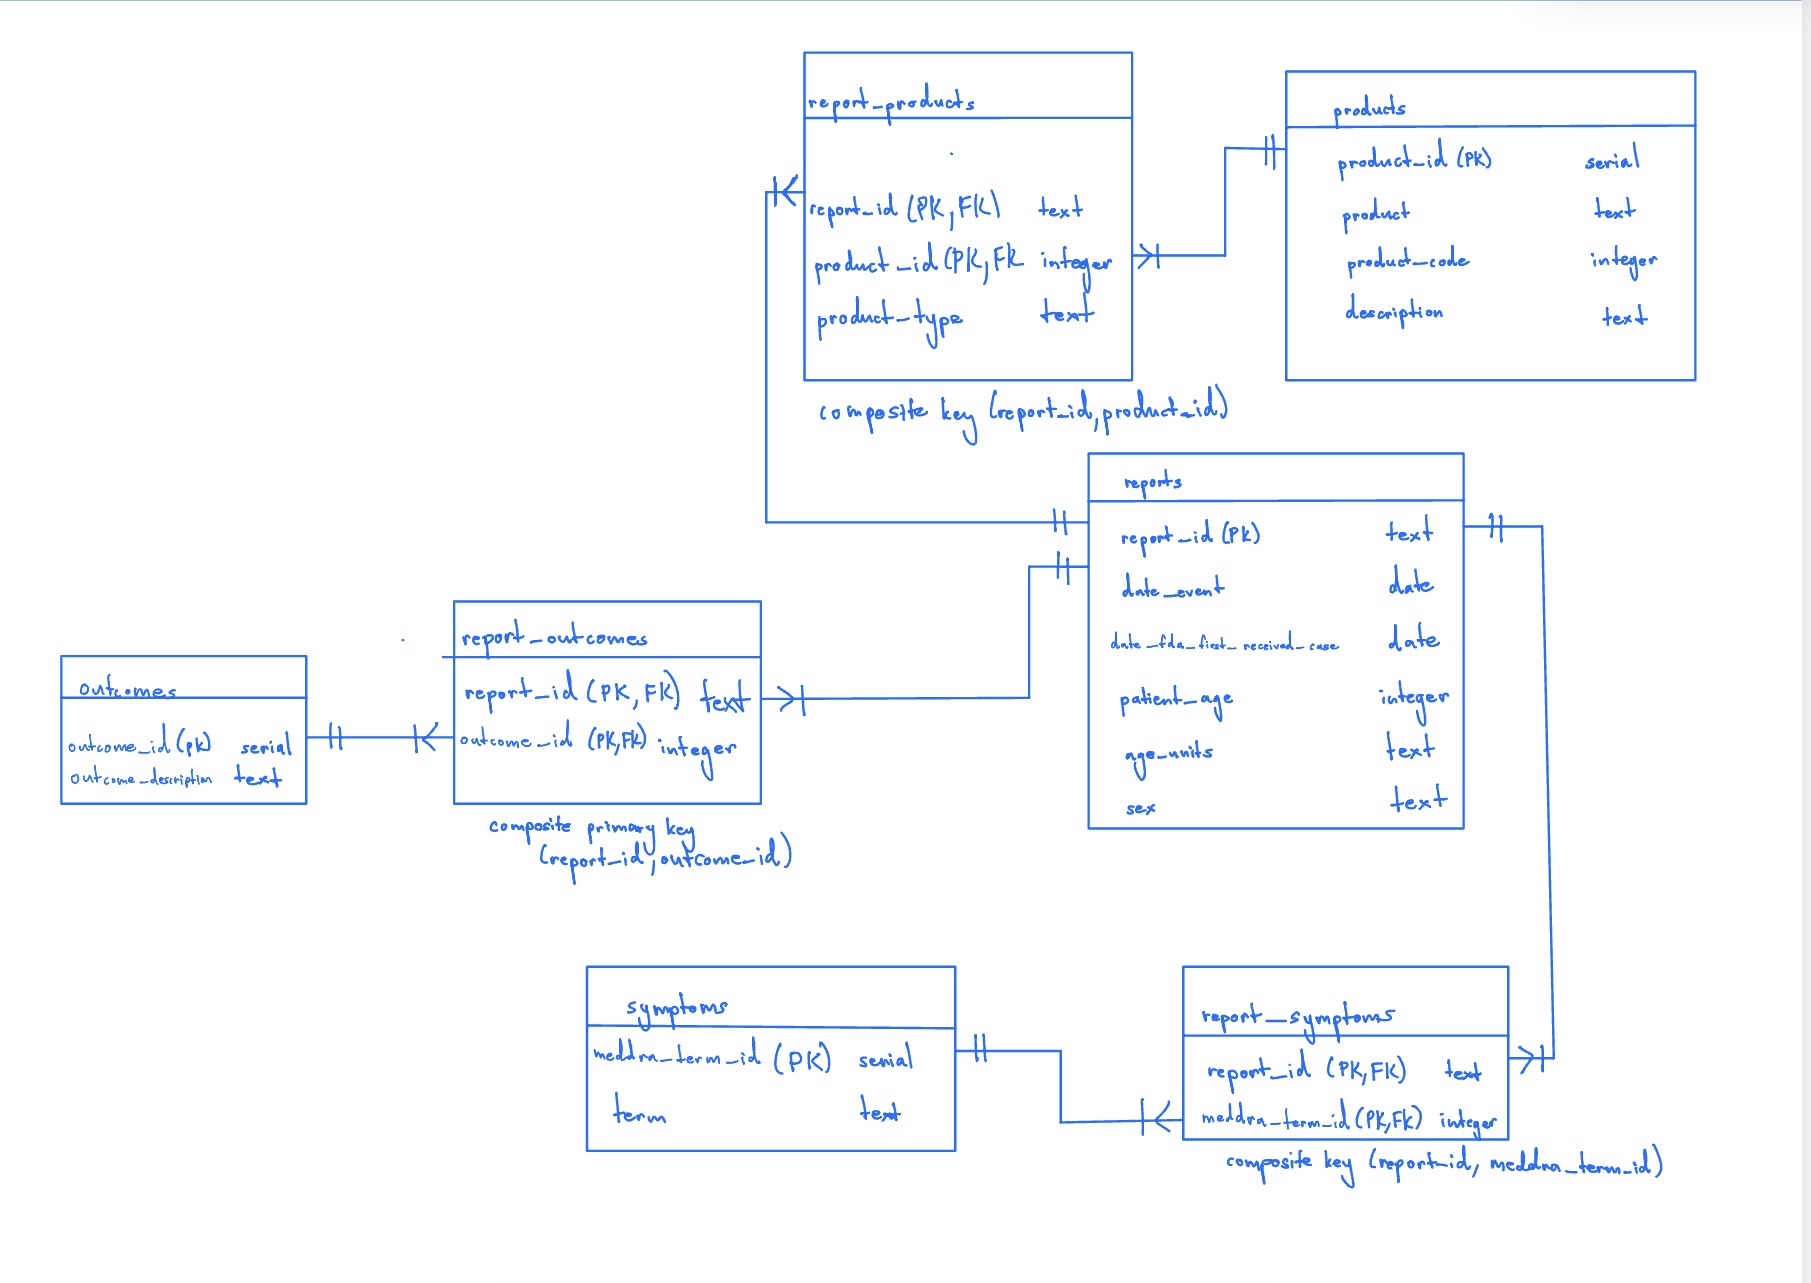 report_products
report_id (PK, FK) text
product_id (PK, FK integer
product_type text
composite key (report_id, product_id)
products
product_id (PK) serial
product text
product_code integer
description text
reports
report_id (PK) text
date_event date
date_fda_first_received_case date
patient_age integer
age_units text
sex text
report_outcomes
report_id (PK, FK) text
outcome_id (PK,FK) integer
composite primary key
(report_id, outcome_id)
outcomes
outcome_id (pk) serial
outcome_description text
symptoms
meddra_term_id (PK) serial
term text
report_symptoms
report_id (PK, FK) text
meddra_term_id (PK,FK) integer
composite key (report_id, meddra_term_id)